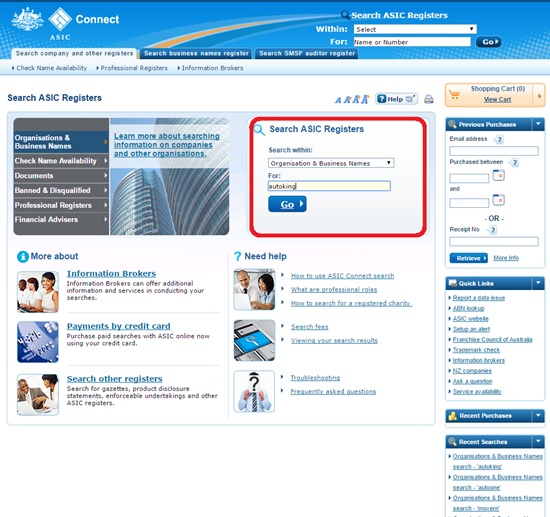 ASIC
Connect
Search ASIC Registers
Within: Select
For: Name or Number Go
Search company and other registers Search business names register Search SMSF auditor register
Check Name Availability Professional Registers Information Brokers
Search ASIC Registers
A A A A Help
Organisations &
Business Names
Check Name Availability
Documents
Banned & Disqualified
Professional Registers
Financial Advisers
Learn more about searching
information on companies
and other organisations.
Search ASIC Registers
Search within:
Organisation & Business Names
For:
autoking
Go
More about
Information Brokers
Information Brokers can offer additional
information and services in conducting your
searches.
Payments by credit card
Purchase paid searches with ASIC online now
using your credit card.
Search other registers
Search for gazettes, product disclosure
statements, enforceable undertakings and other
ASIC registers.
Need help
How to use ASIC Connect search
What are professional roles
How to search for a registered charity
Search fees
Viewing your search results
Troubleshooting
Frequently asked questions
Shopping Cart (0)
View Cart
Previous Purchases
Email address ?
Purchased between ?
and
- OR -
Receipt No ?
Retrieve More Info
Quick Links
Report a data issue
ABN lookup
ASIC website
Setup an alert
Franchise Council of Australia
Trademark check
Information brokers
NZ companies
Ask a question
Service availability
Recent Purchases
Recent Searches
Organisations & Business Names
search - 'autoking'
Organisations & Business Names
search - 'autoone'
Organisations & Business Names
search - 'movem'